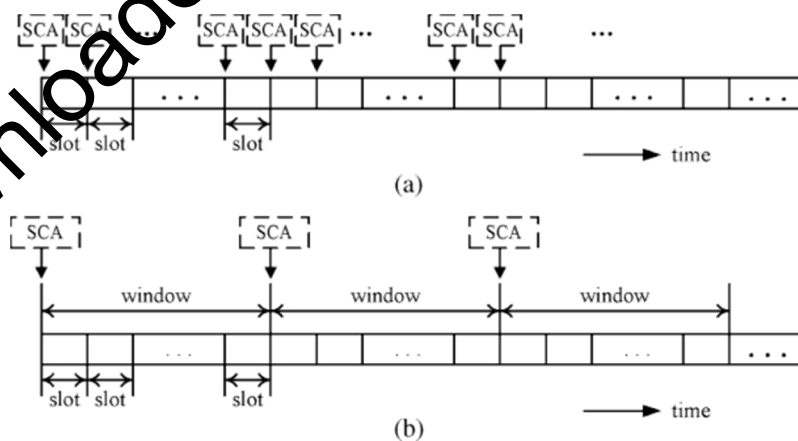 SCA SCA ... SCA SCA SCA ... SCA SCA ...
... ... ... ...
slot slot slot
time
(a)
SCA SCA SCA
window window window
... ... ... ...
slot slot slot
time
(b)